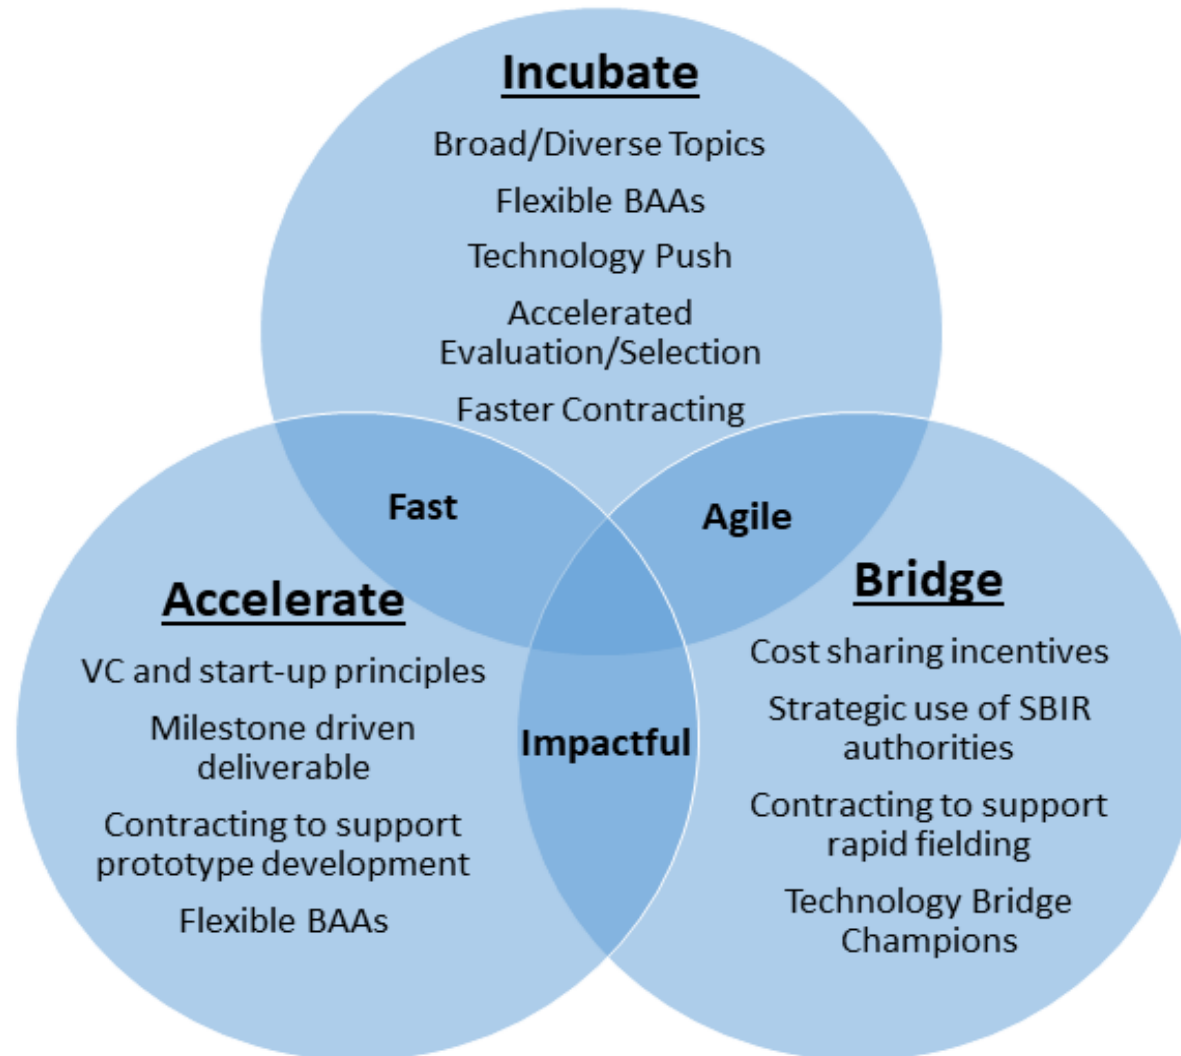 Incubate
Broad/Diverse Topics
Flexible BAAs
Technology Push
Accelerated
Evaluation/Selection
Faster Contracting
Fast
Agile
Accelerate
VC and start-up principles
Milestone driven
deliverable
Contracting to support
prototype development
Flexible BAAs
Impactful
Bridge
Cost sharing incentives
Strategic use of SBIR
authorities
Contracting to support
rapid fielding
Technology Bridge
Champions